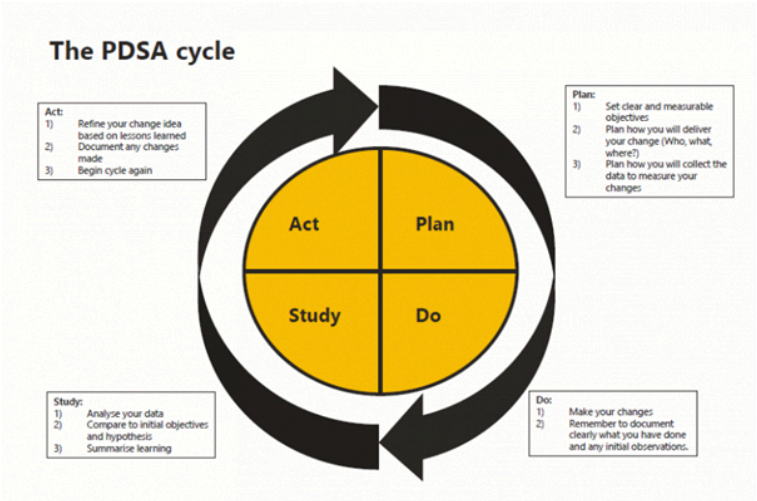 The PDSA cycle
Act:
1) Refine your change idea
based on lessons learned
2) Document any changes
made
3) Begin cycle again
Plan:
1) Set clear and measurable
objectives
2) Plan how you will deliver
your change (Who, what,
where?)
3) Plan how you will collect the
data to measure your
changes
Act
Plan
Study
Do
Study:
1) Analyse your data
2) Compare to initial objectives
and hypothesis
3) Summarise learning
Do:
1) Make your changes
2) Remember to document
clearly what you have done
and any initial observations.